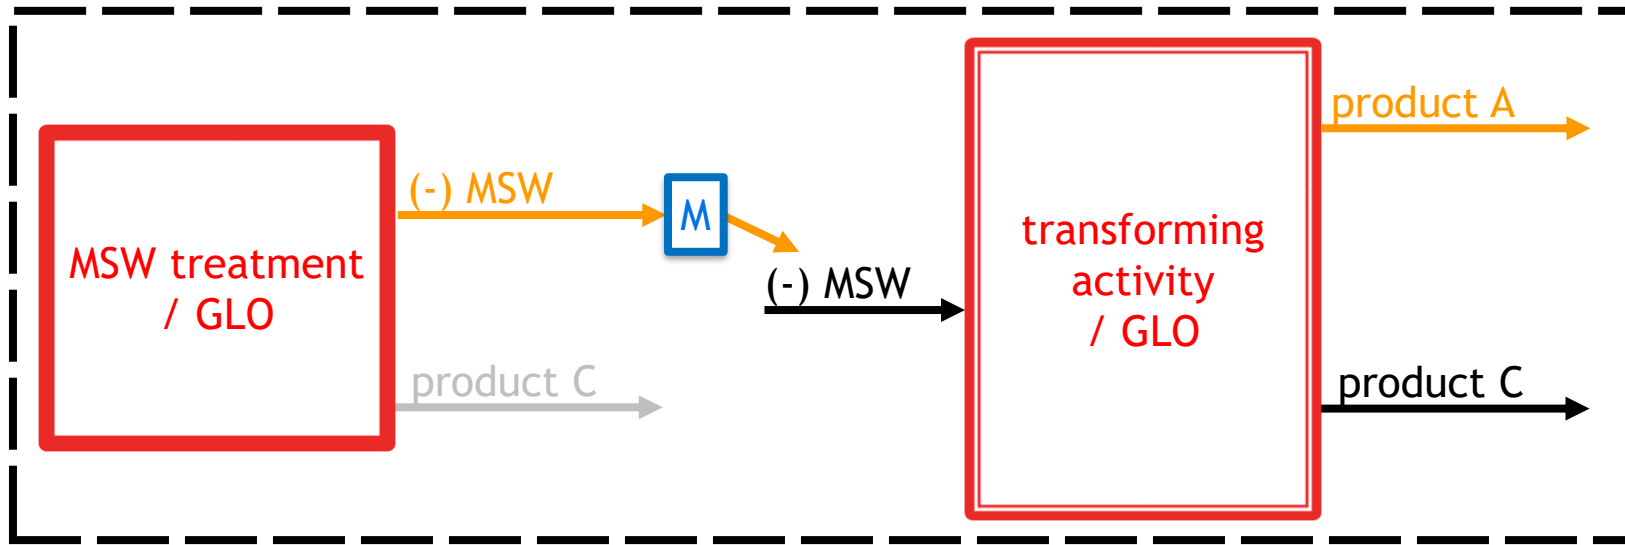 MSW treatment
/ GLO
(-) MSW
product C
M
(-) MSW
transforming
activity
/ GLO
product A
product C